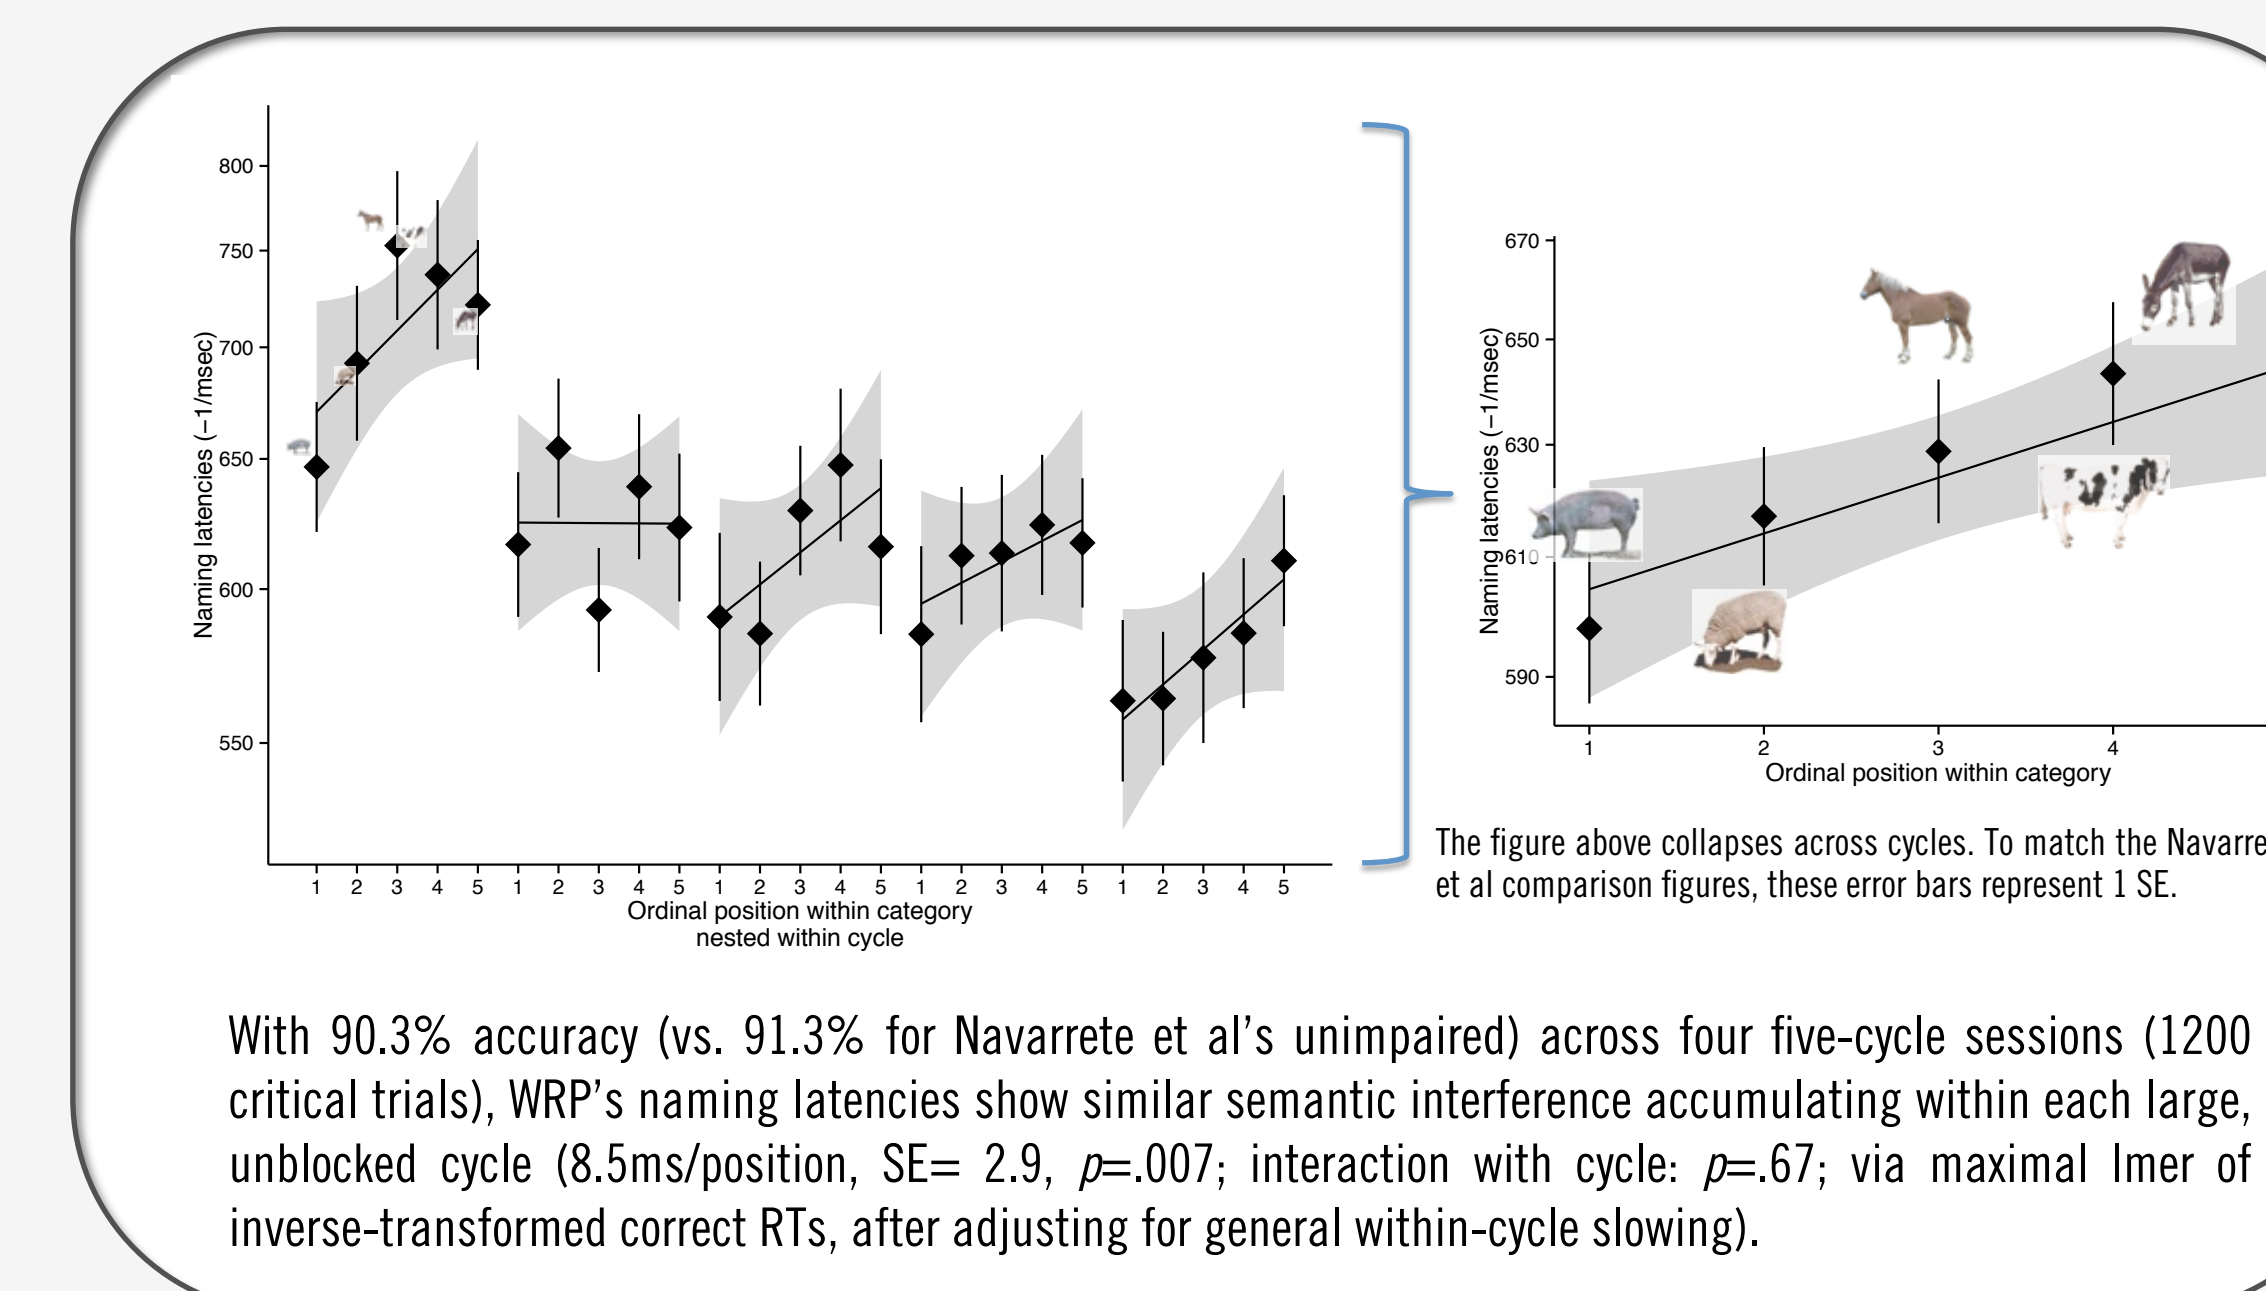 800
750
700
650
600
550
Naming latencies (−1/msec)
1 2 3 4 5 1 2 3 4 5 1 2 3 4 5 1 2 3 4 5 1 2 3 4 5
Ordinal position within category
nested within cycle
670
650
630
610
590
Naming latencies (−1/msec)
1 2 3 4
Ordinal position within category
The figure above collapses across cycles. To match the Navarre
et al comparison figures, these error bars represent 1 SE.
With 90.3% accuracy (vs. 91.3% for Navarrete et al’s unimpaired) across four five-cycle sessions (1200
critical trials), WRP’s naming latencies show similar semantic interference accumulating within each large,
unblocked cycle (8.5ms/position, SE= 2.9, p=.007; interaction with cycle: p=.67; via maximal lmer of
inverse-transformed correct RTs, after adjusting for general within-cycle slowing).